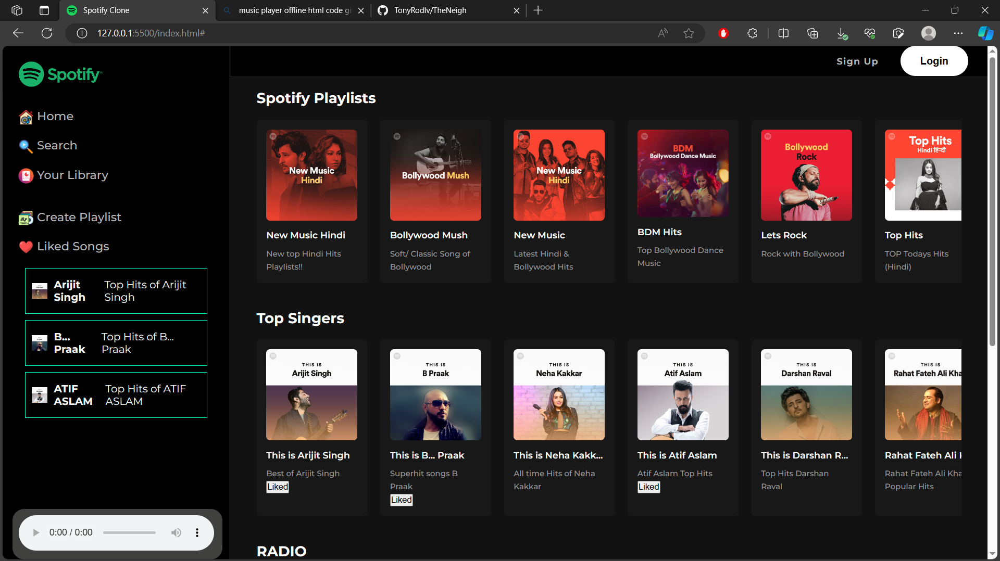 Spotify Clone
music player offline html code gi
TonyRodlv/TheNeigh
127.0.0.1:5500/index.html#
Spotify
Home
Search
Your Library
Create Playlist
Liked Songs
Arijit
Singh
Top Hits of Arijit
Singh
B...
Praak
Top Hits of B...
Praak
ATIF
ASLAM
Top Hits of ATIF
ASLAM
0:00 / 0:00
Sign Up
Login
Spotify Playlists
New Music
Hindi
New Music Hindi
New top Hindi Hits
Playlists!!
Bollywood Mush
Bollywood Mush
Soft/ Classic Song of
Bollywood
New Music
Hindi
New Music
Latest Hindi &
Bollywood Hits
BDM
Bollywood Dance Music
BDM Hits
Top Bollywood Dance
Music
Bollywood
Rock
Lets Rock
Rock with Bollywood
Top Hits
Hindi हिन्दी
Top Hits
TOP Todays Hits
(Hindi)
Top Singers
THIS IS
Arijit Singh
This is Arijit Singh
Best of Arijit Singh
Liked
THIS IS
B Praak
This is B... Praak
Superhit songs B
Praak
Liked
THIS IS
Neha Kakkar
This is Neha Kakk...
All time Hits of Neha
Kakkar
THIS IS
Atif Aslam
This is Atif Aslam
Atif Aslam Top Hits
Liked
THIS IS
Darshan Raval
This is Darshan R...
Top Hits Darshan
Raval
THIS IS
Rahat Fateh Ali Kha
Rahat Fateh Ali
Rahat Fateh Ali Kha
Popular Hits
RADIO